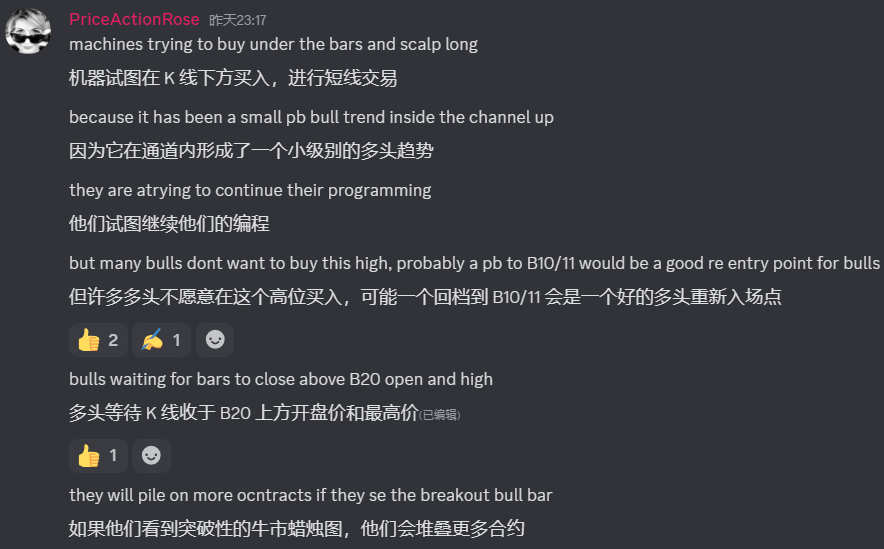 PriceActionRose 昨天23:17
machines trying to buy under the bars and scalp long
机器试图在 K 线下方买入，进行短线交易
because it has been a small pb bull trend inside the channel up
因为它在通道内形成了一个小级别的多头趋势
they are atrying to continue their programming
他们试图继续他们的编程
but many bulls dont want to buy this high, probably a pb to B10/11 would be a good re entry point for bulls
但许多多头不愿意在这个高位买入，可能一个回档到 B10/11 会是一个好的多头重新入场点
2 1
bulls waiting for bars to close above B20 open and high
多头等待 K 线收于 B20 上方开盘价和最高价(已编辑)
1
they will pile on more ocntracts if they se the breakout bull bar
如果他们看到突破性的牛市蜡烛图，他们会堆叠更多合约